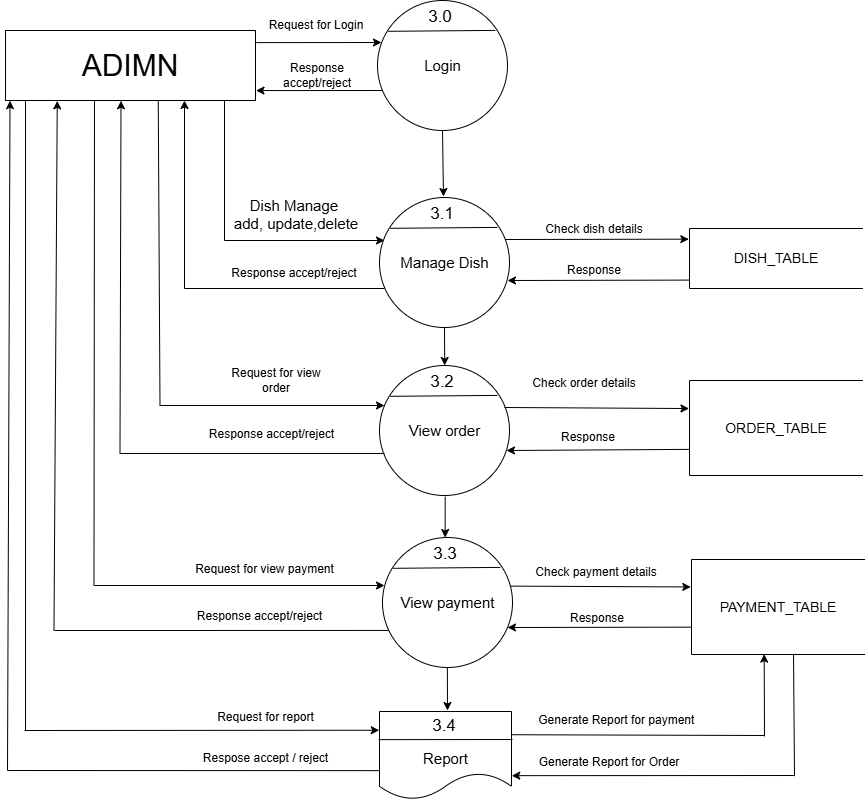 Request for Login
3.0
ADIMN
Login
Response
accept/reject
Dish Manage
add, update,delete
3.1
Check dish details
Manage Dish
DISH_TABLE
Response accept/reject
Response
Request for view
order
3.2
Check order details
View order
ORDER_TABLE
Response accept/reject
Response
3.3
Request for view payment
Check payment details
View payment
PAYMENT_TABLE
Response accept/reject
Response
Request for report
3.4
Generate Report for payment
Respose accept / reject
Report
Generate Report for Order